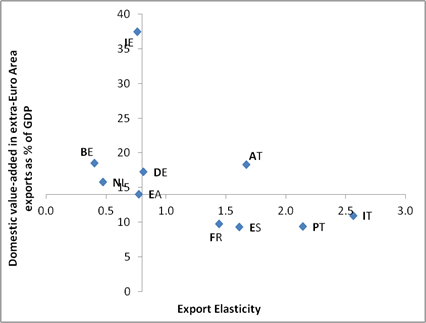 Domestic value-added in extra-Euro Area
exports as % of GDP
40
35
30
25
20
15
10
5
0
0.0 0.5 1.0 1.5 2.0 2.5 3.0
IE
BE
NL
DE
EA
AT
FR
ES
PT
IT
Export Elasticity